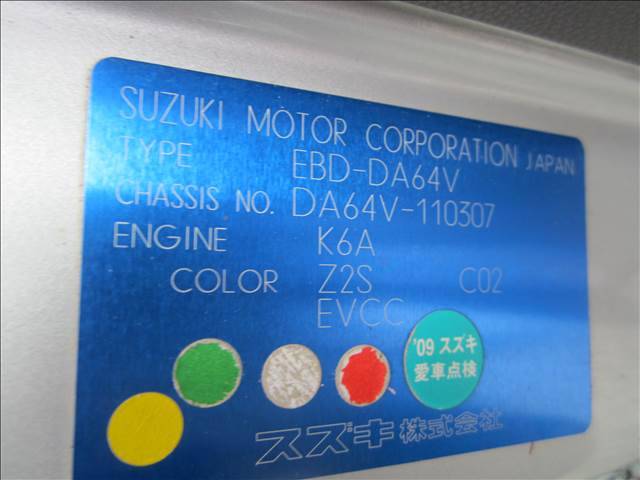 SUZUKI MOTOR CORPORATION JAPAN
TYPE EBD-DA64V
CHASSIS NO. DA64V-110307
ENGINE K6A
COLOR Z2S C02
EVCC
'09 スズキ
愛車点検
スズキ株式会社